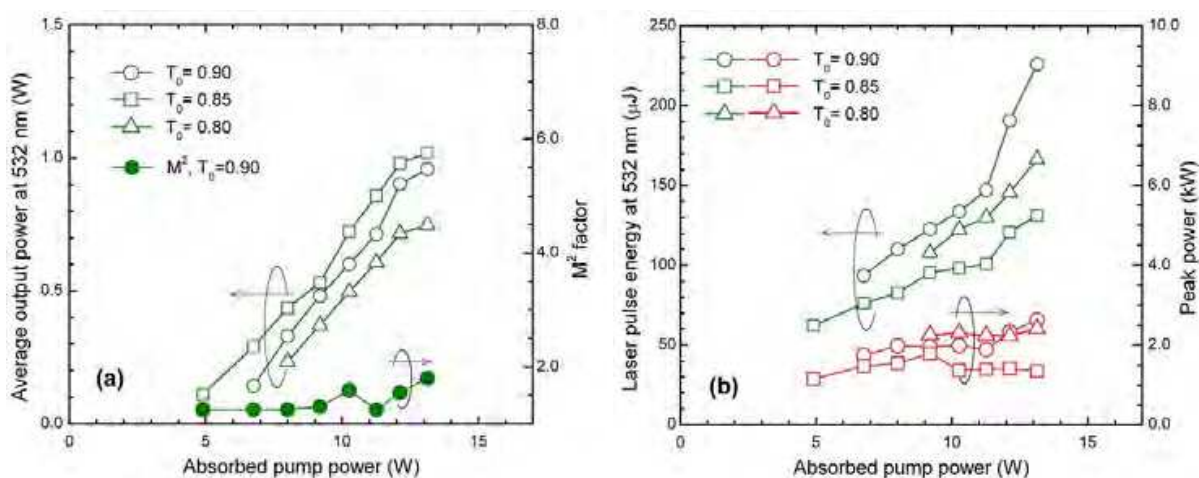 1.5
1.0
0.5
0.0
Average output power at 532 nm (W)
T₀= 0.90
T₀= 0.85
T₀= 0.80
M², T₀=0.90
(a)
8.0
6.0
4.0
2.0
M² factor
0 5 10 15
Absorbed pump power (W)
250
200
150
100
50
0
Laser pulse energy at 532 nm (μJ)
T₀= 0.90
T₀= 0.85
T₀= 0.80
(b)
10.0
8.0
6.0
4.0
2.0
0.0
Peak power (kW)
0 5 10 15
Absorbed pump power (W)